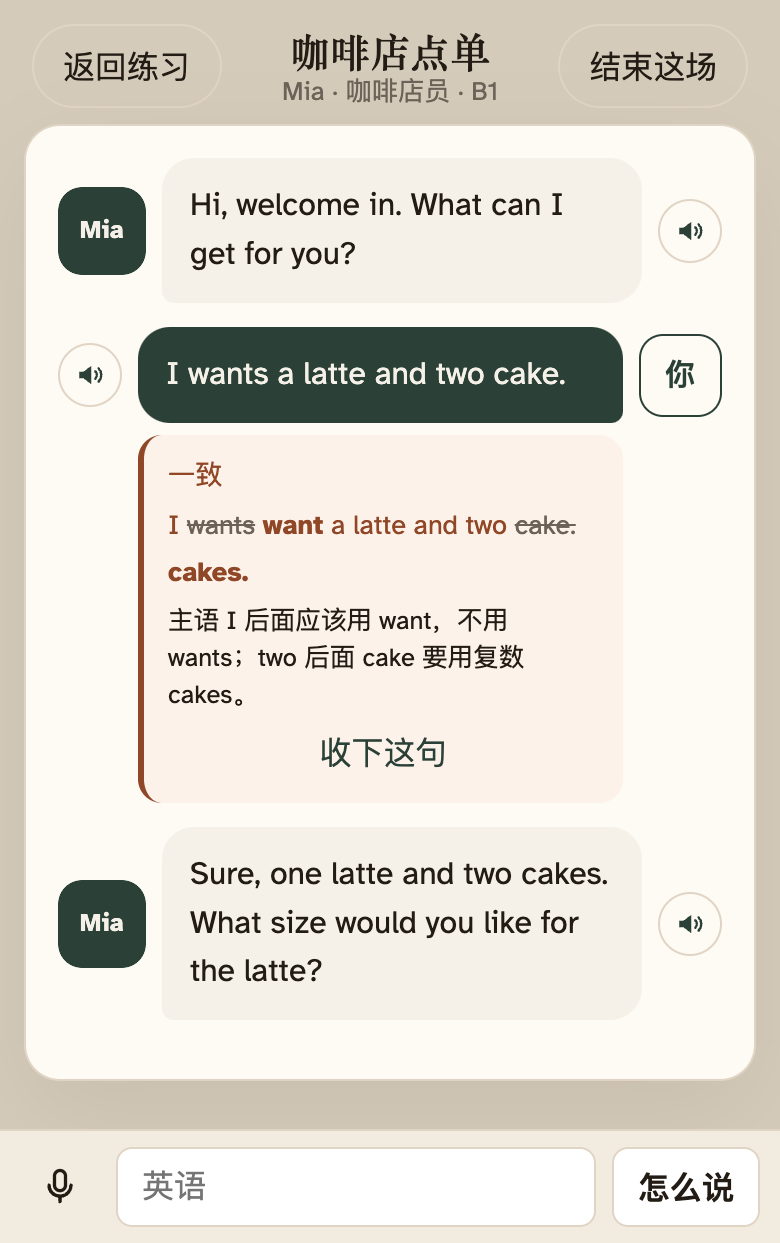 返回练习
咖啡店点单
Mia · 咖啡店员 · B1
结束这场
Mia
Hi, welcome in. What can I
get for you?
I wants a latte and two cake.
你
一致
I wants want a latte and two cake.
cakes.
主语 I 后面应该用 want，不用
wants；two 后面 cake 要用复数
cakes。
收下这句
Mia
Sure, one latte and two cakes.
What size would you like for
the latte?
英语
怎么说